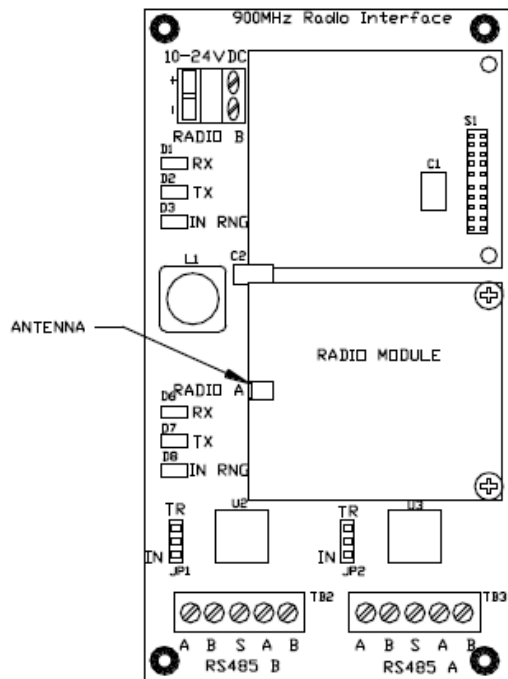 900MHz Radio Interface
10-24VDC
+
-
RADIO B
D1
RX
D2
TX
D3
IN RNG
S1
C1
C2
L1
ANTENNA
RADIO MODULE
RADIO A
D6
RX
D7
TX
D8
IN RNG
TR
U2
TR
U3
IN
JP1
IN
JP2
TB2
TB3
A B S A B
A B S A B
RS485 B
RS485 A